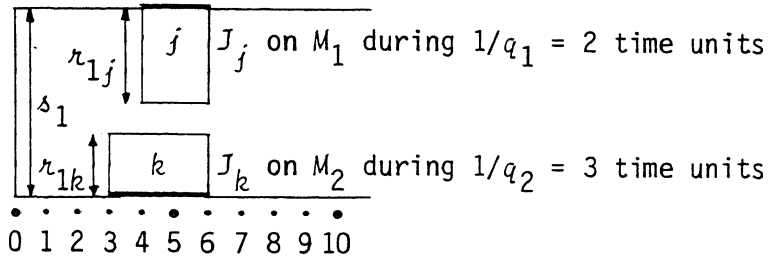 r1j j Jj on M1 during 1/q1 = 2 time units
s1
r1k k Jk on M2 during 1/q2 = 3 time units
0 1 2 3 4 5 6 7 8 9 10